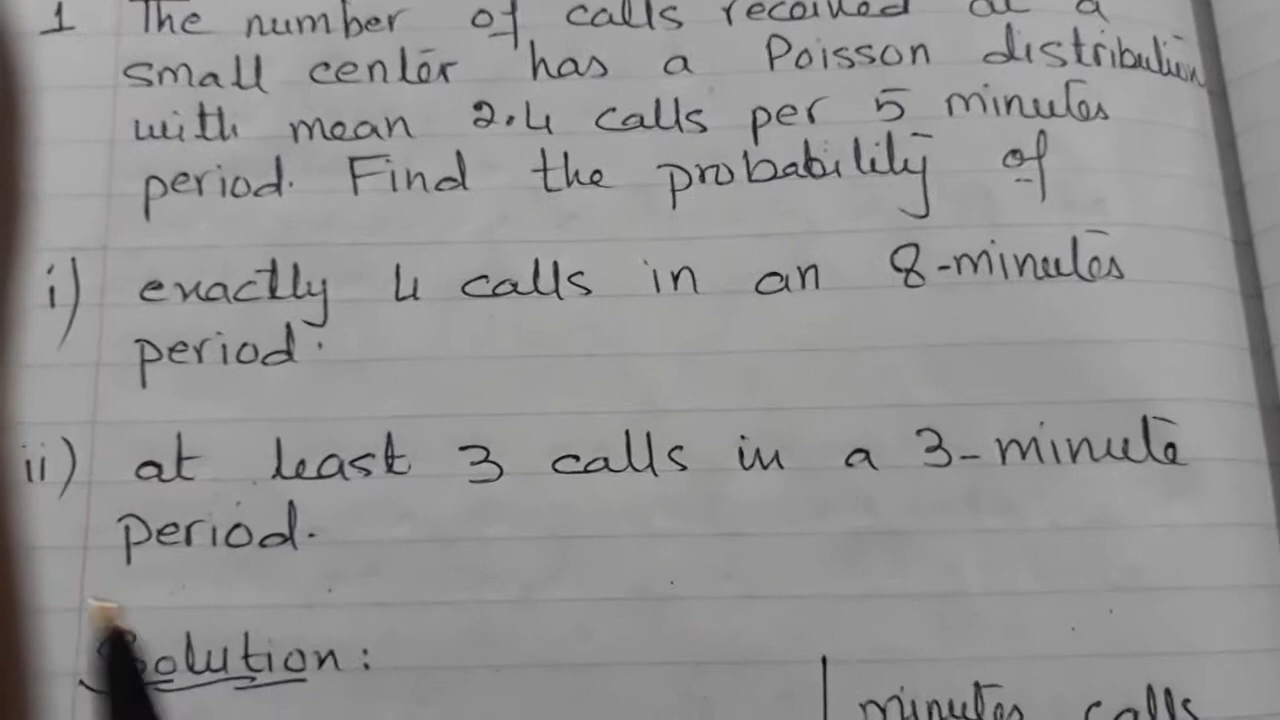 1 The number of calls received at a
small center has a Poisson distribution
with mean 2.4 calls per 5 minutes
period. Find the probability of
i) exactly 4 calls in an 8-minutes
period.
ii) at least 3 calls in a 3-minute
period.
Solution:
minutes calls